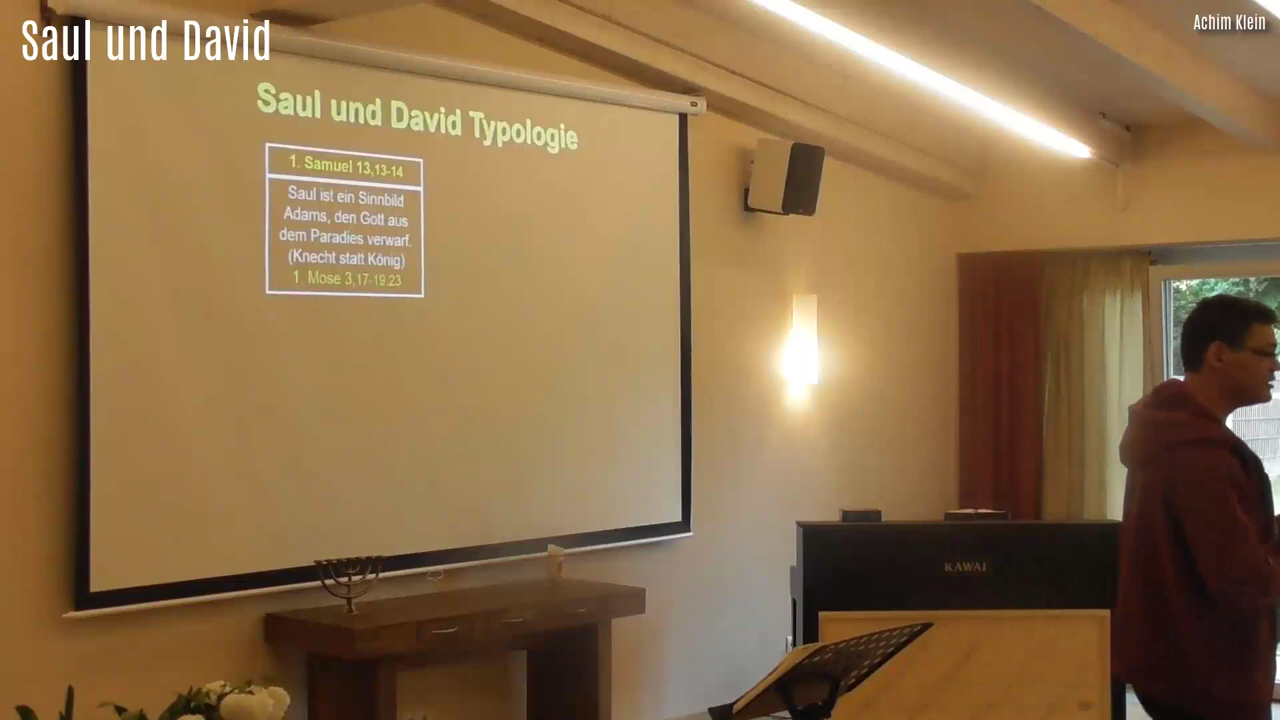 Saul und David
Achim Klein
Saul und David Typologie
1. Samuel 13,13-14
Saul ist ein Sinnbild
Adams, den Gott aus
dem Paradies verwarf.
(Knecht statt König)
1. Mose 3,17-19.23
KAWAI